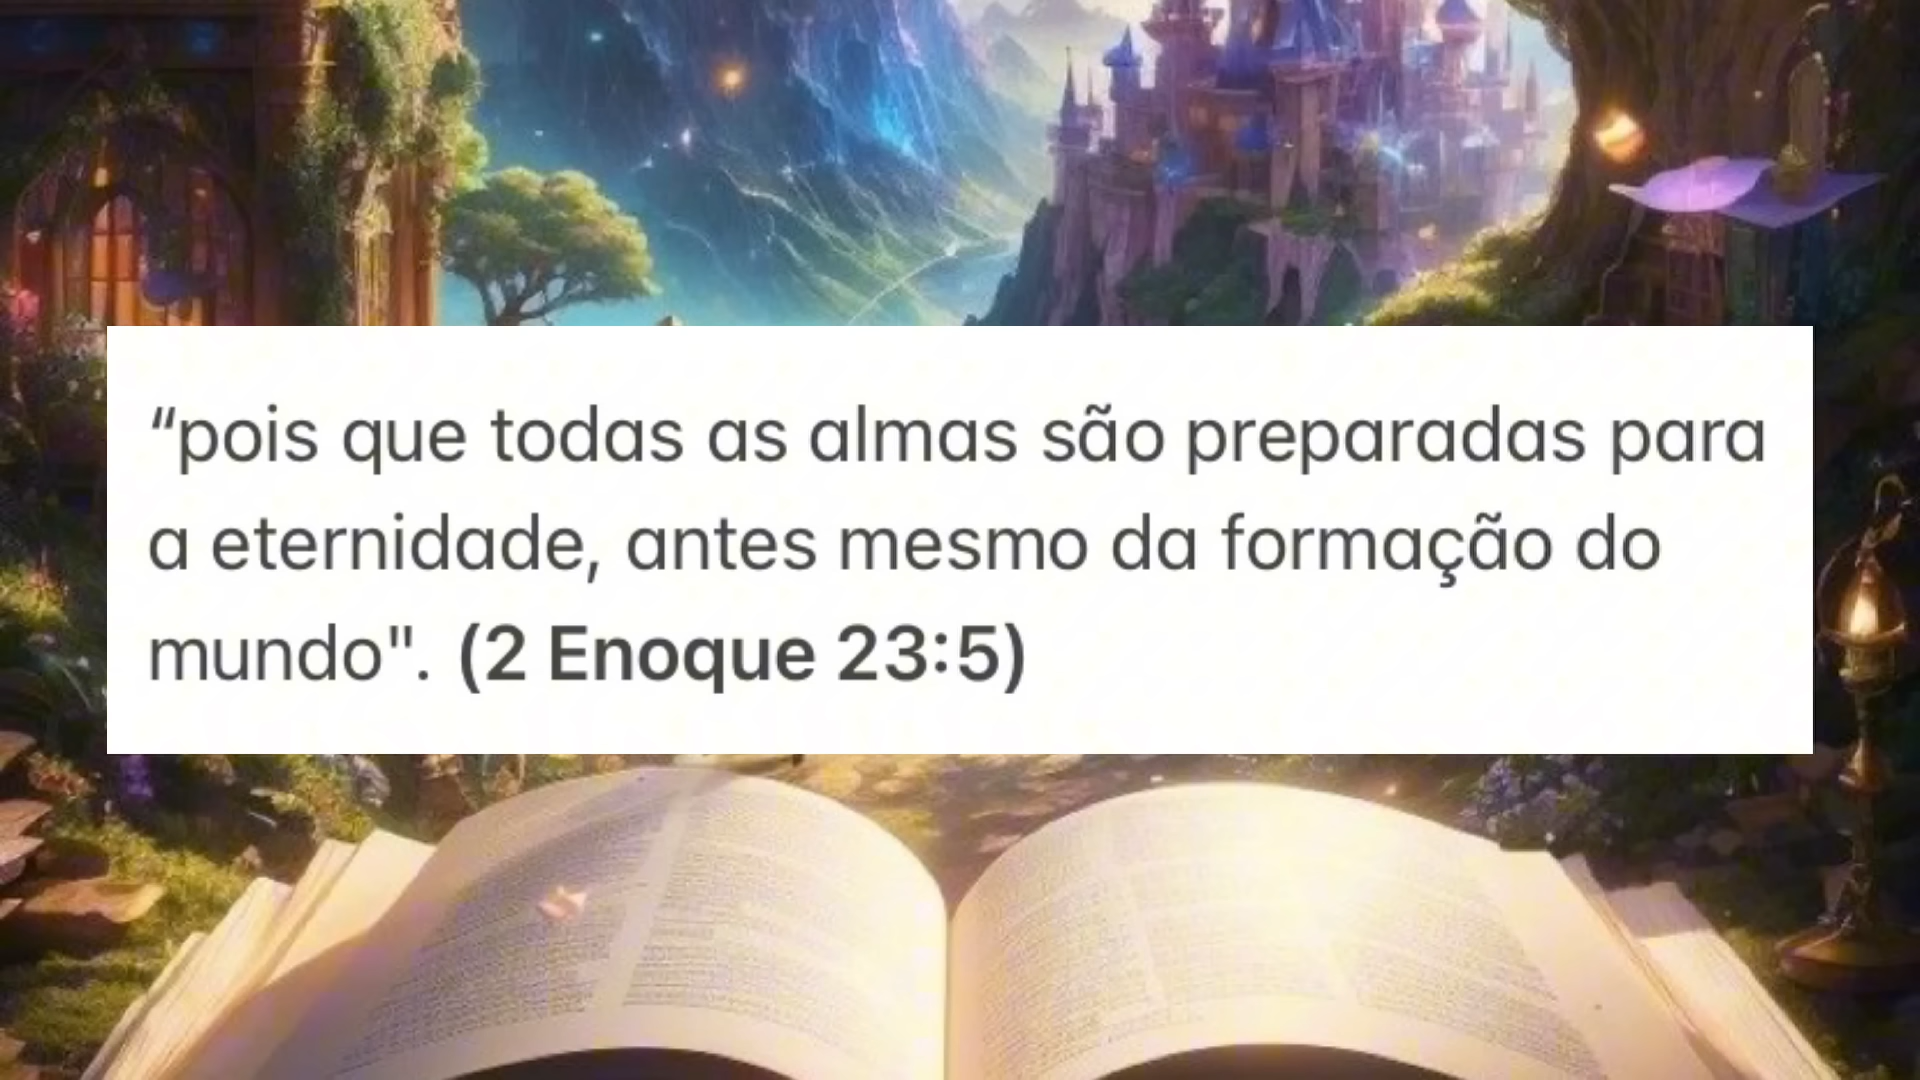 “pois que todas as almas são preparadas para
a eternidade, antes mesmo da formação do
mundo". (2 Enoque 23:5)